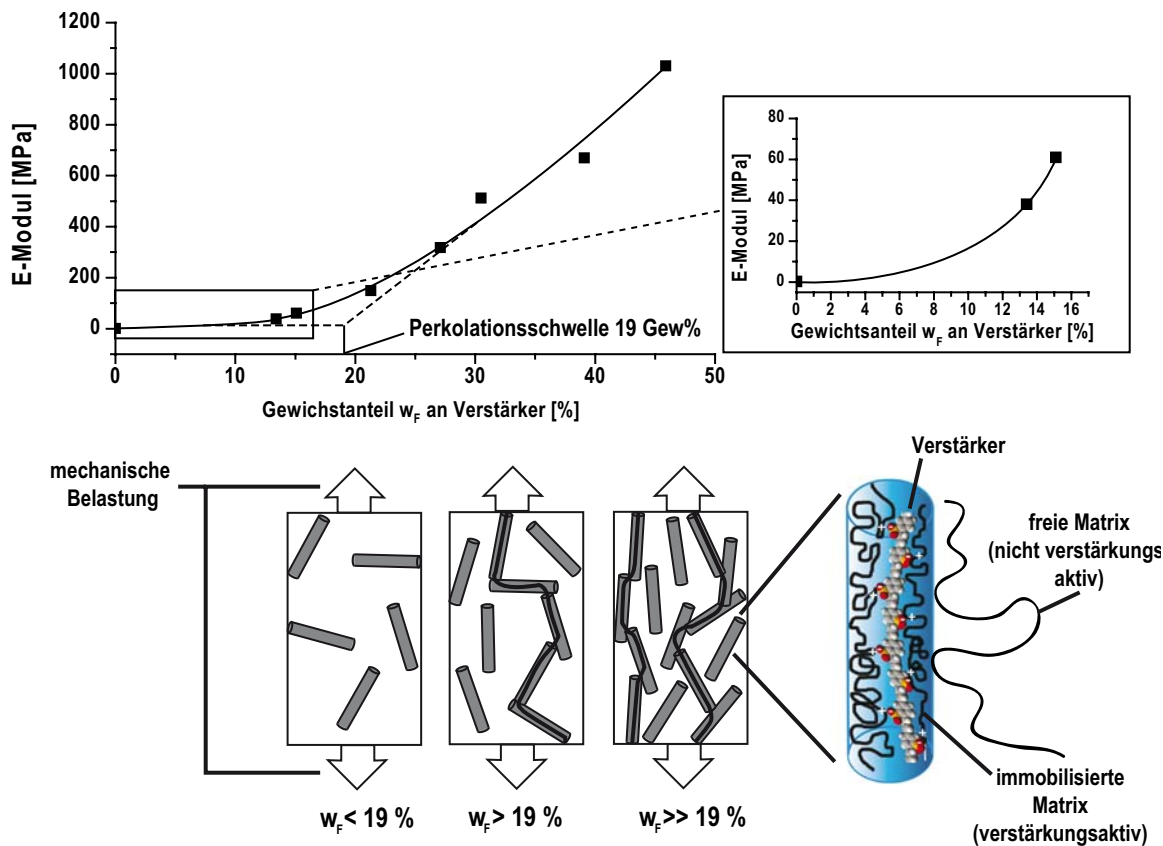 1200
1000
800
600
400
200
0
E-Modul [MPa]
0 10 20 30 40 50
Gewichstanteil w_F an Verstärker [%]
Perkolationsschwelle 19 Gew%
80
60
40
20
0
E-Modul [MPa]
0 2 4 6 8 10 12 14 16
Gewichtsanteil w_F an Verstärker [%]
mechanische
Belastung
w_F < 19 %
w_F > 19 %
w_F >> 19 %
Verstärker
freie Matrix
(nicht verstärkungs
aktiv)
immobilisierte
Matrix
(verstärkungsaktiv)